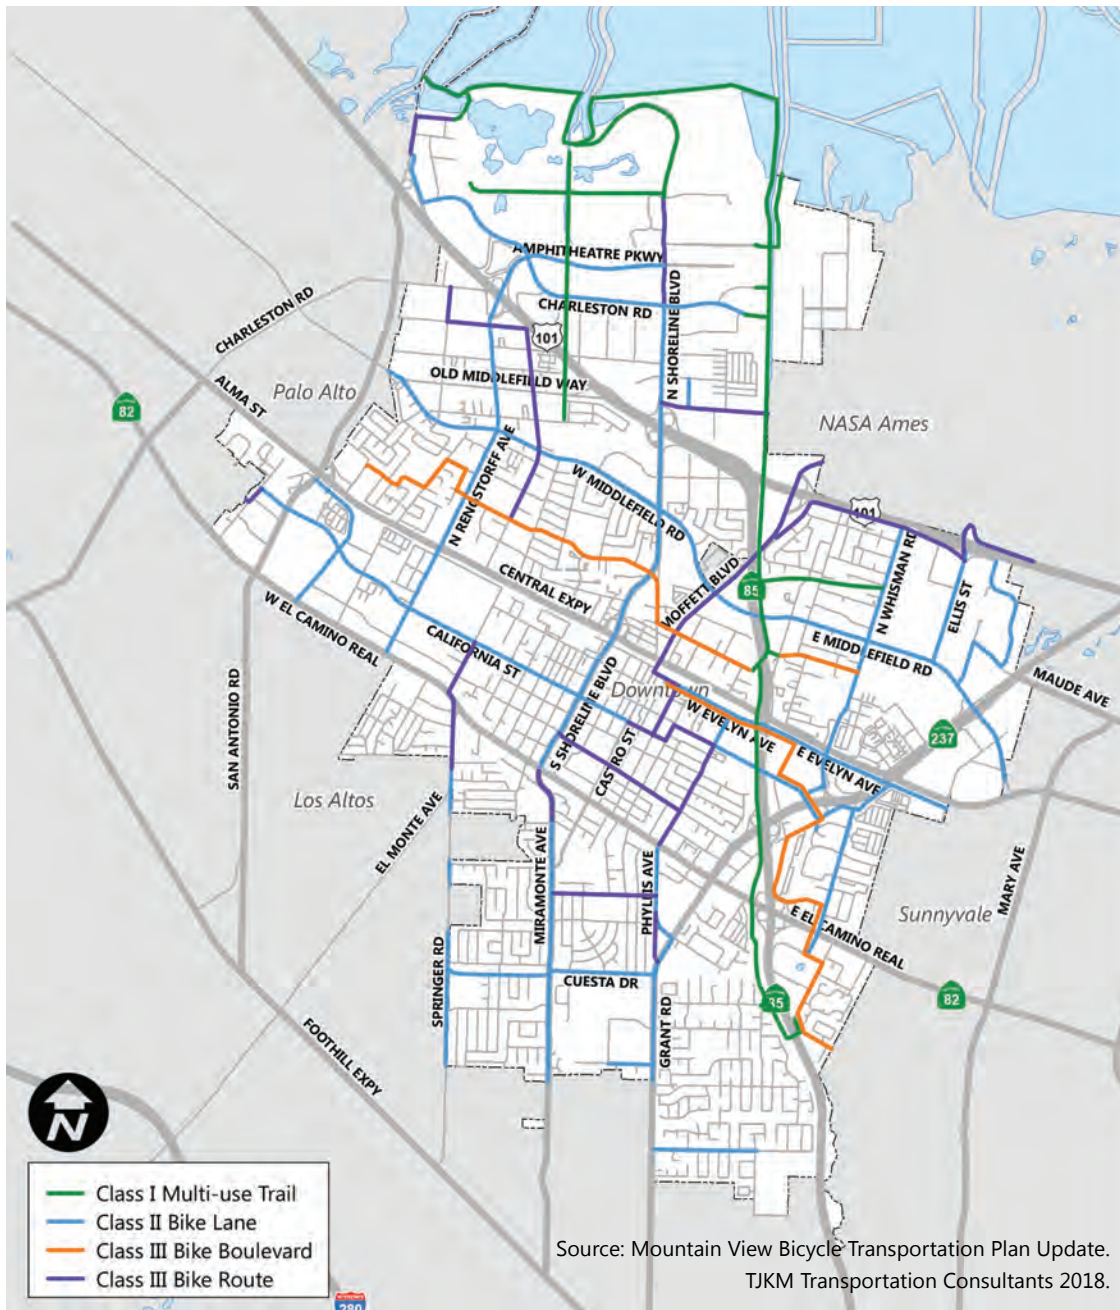 AMPHITHEATRE PKWY
CHARLESTON RD
N SHORELINE BLVD
CHARLESTON RD
101
OLD MIDDLEFIELD WAY
Palo Alto
ALMA ST
82
NASA Ames
N RENGSTORFF AVE
W MIDDLEFIELD RD
101
CENTRAL EXPY
MOFFETT BLVD
85
N WHISMAN RD
ELLIS ST
W EL CAMINO REAL
CALIFORNIA ST
E MIDDLEFIELD RD
MAUDE AVE
SAN ANTONIO RD
S SHORELINE BLVD
Downtown
W EVELYN AVE
CASTRO ST
E EVELYN AVE
237
Los Altos
EL MONTE AVE
MIRAMONTE AVE
PHYLLIS AVE
MARY AVE
Sunnyvale
E EL CAMINO REAL
SPRINGER RD
CUESTA DR
GRANT RD
85
82
FOOTHILL EXPY
N
Class I Multi-use Trail
Class II Bike Lane
Class III Bike Boulevard
Class III Bike Route
Source: Mountain View Bicycle Transportation Plan Update.
TJKM Transportation Consultants 2018.
280